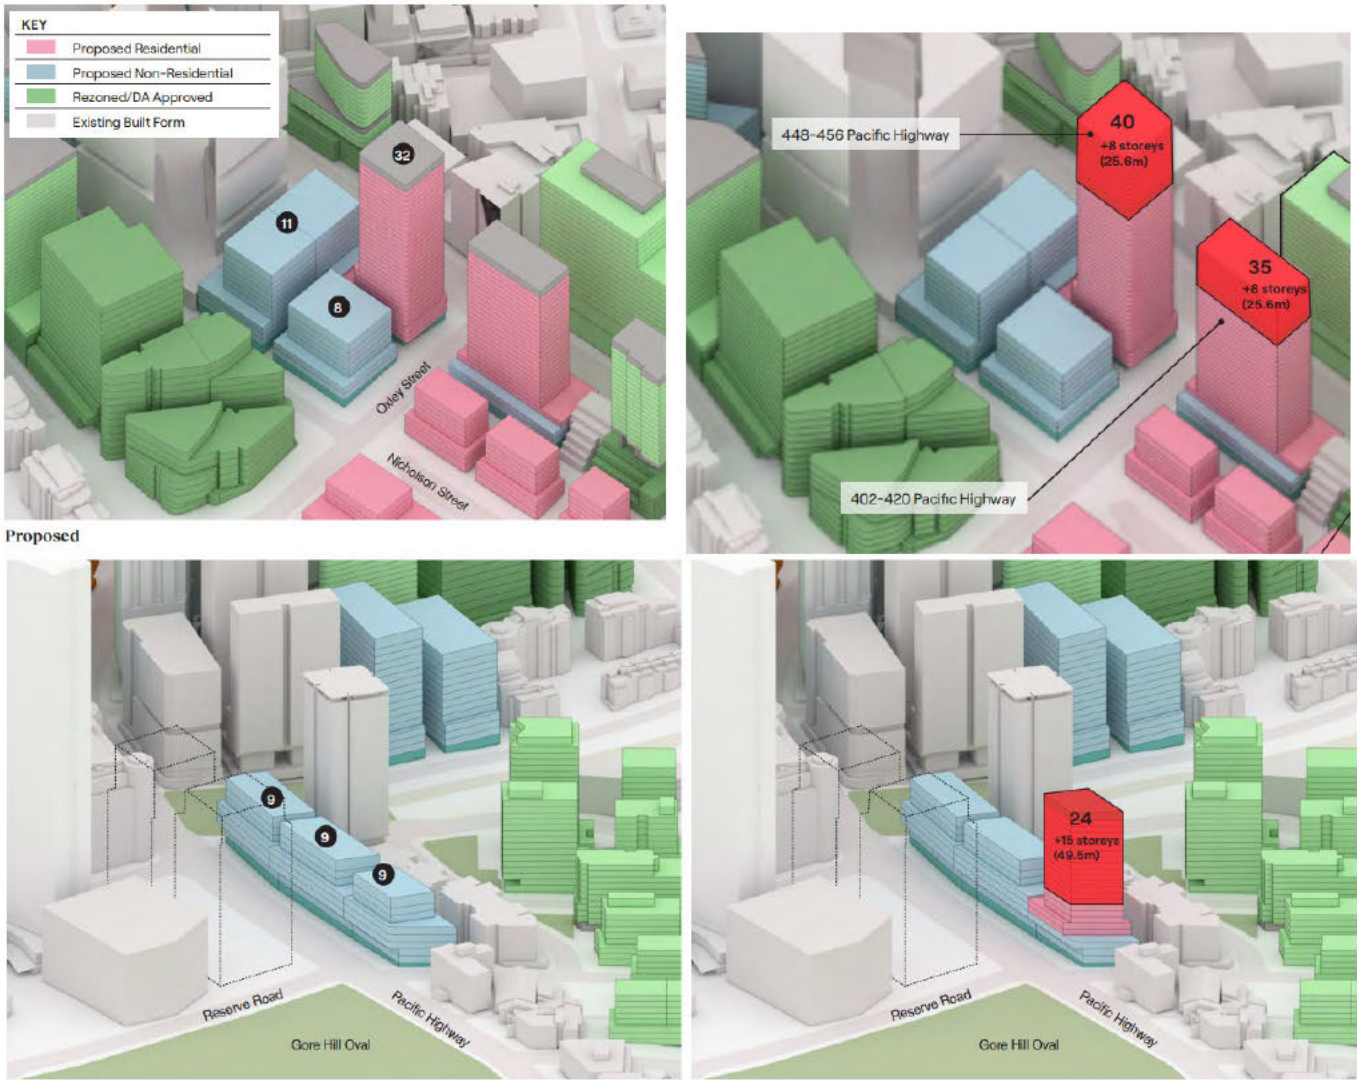 KEY
Proposed Residential
Proposed Non-Residential
Rezoned/DA Approved
Existing Built Form
32
11
8
Oxley Street
Nicholson Street
448-456 Pacific Highway
40
+8 storeys
(25.6m)
35
+8 storeys
(25.6m)
402-420 Pacific Highway
Proposed
9
9
9
Reserve Road
Pacific Highway
Gore Hill Oval
24
+15 storeys
(49.5m)
Reserve Road
Pacific Highway
Gore Hill Oval